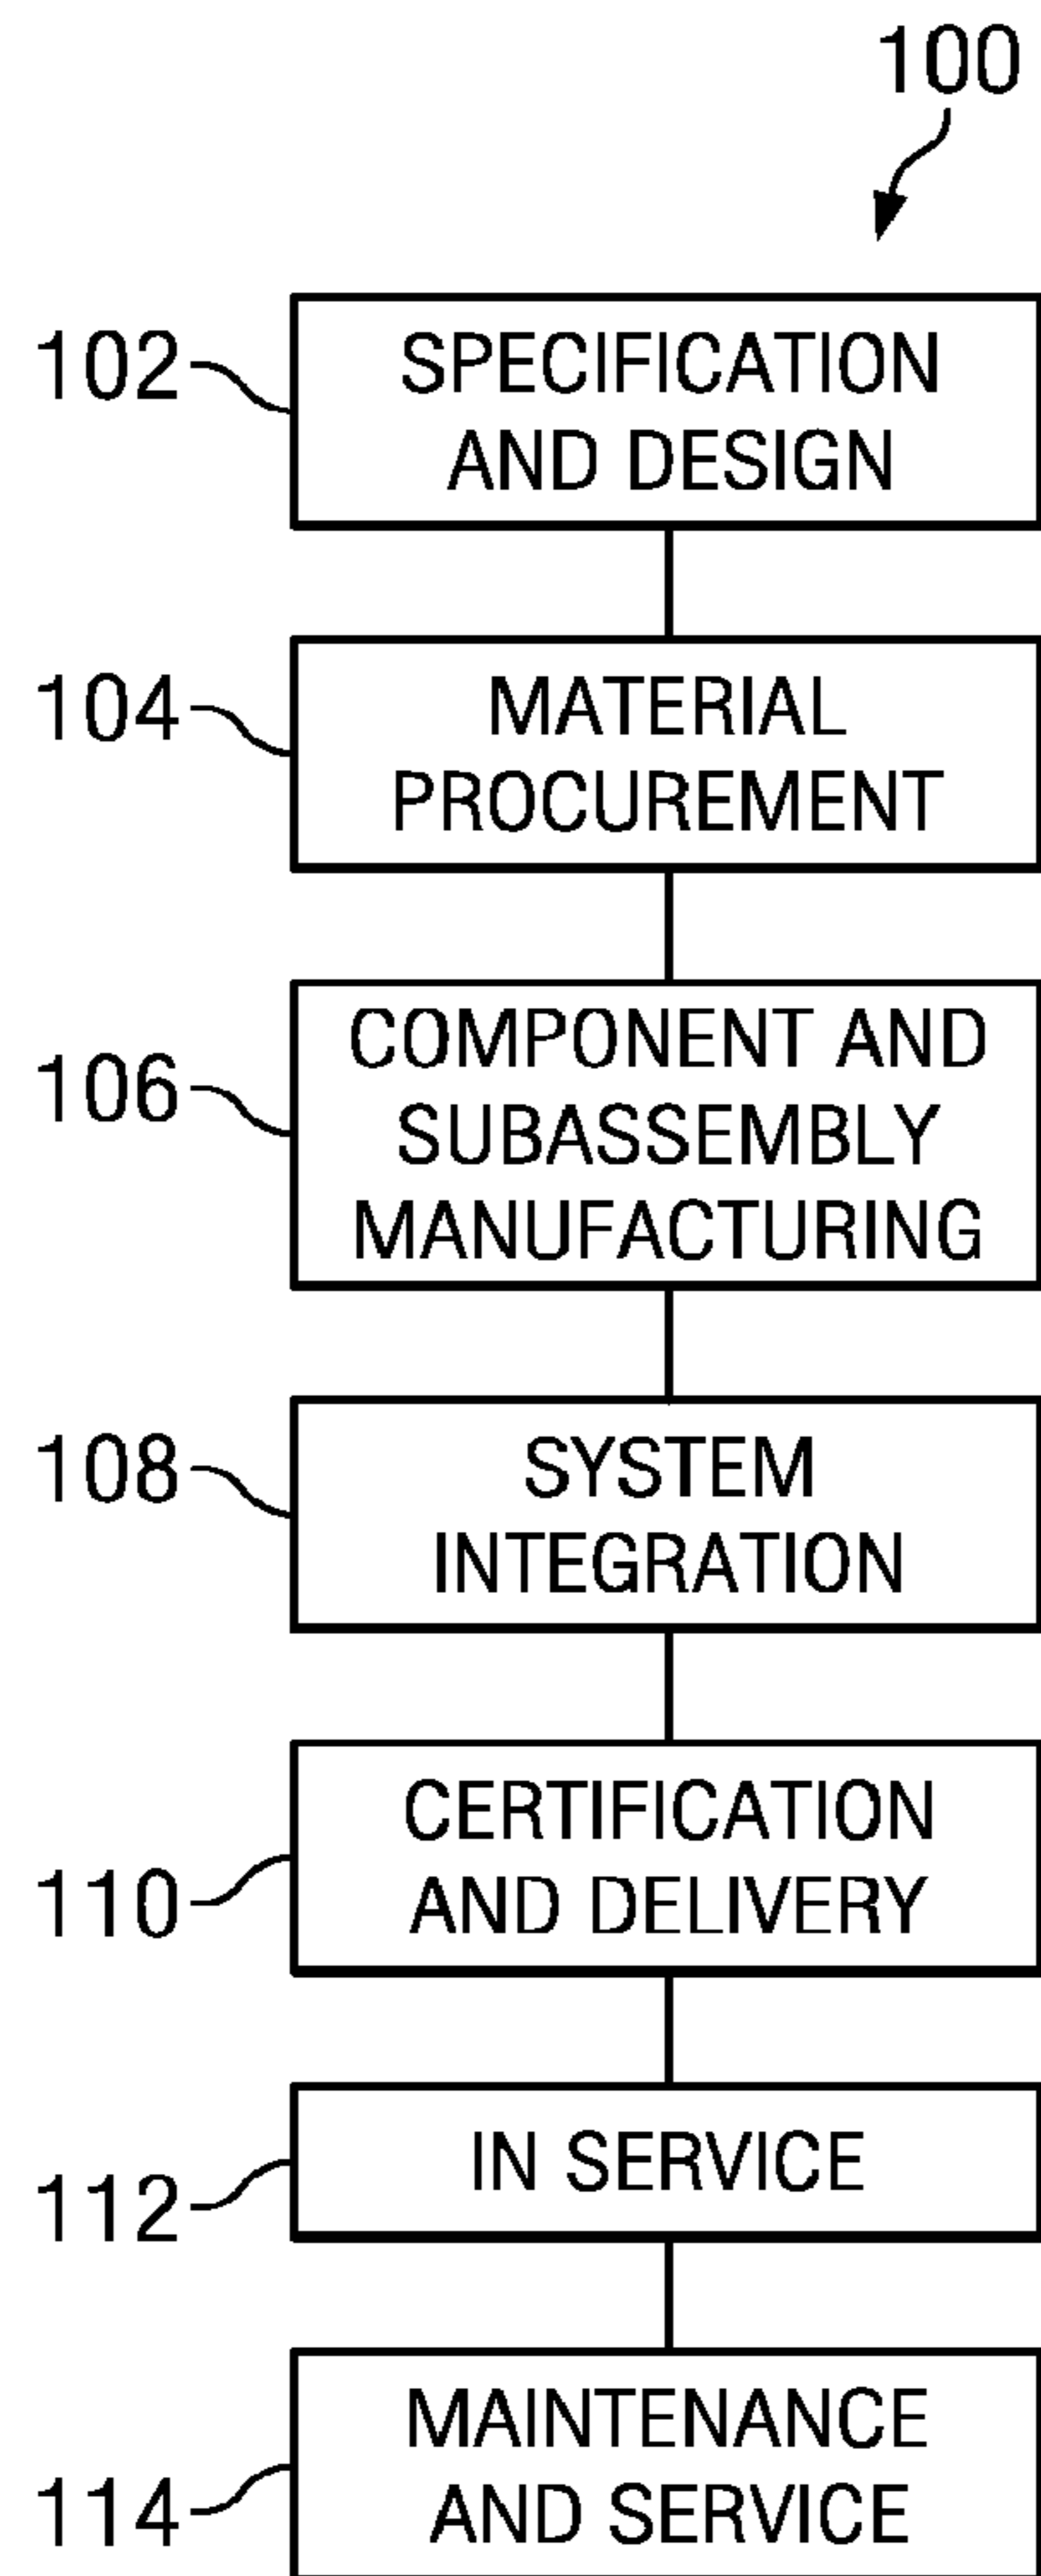 100
102
SPECIFICATION
AND DESIGN
104
MATERIAL
PROCUREMENT
106
COMPONENT AND
SUBASSEMBLY
MANUFACTURING
108
SYSTEM
INTEGRATION
110
CERTIFICATION
AND DELIVERY
112
IN SERVICE
114
MAINTENANCE
AND SERVICE